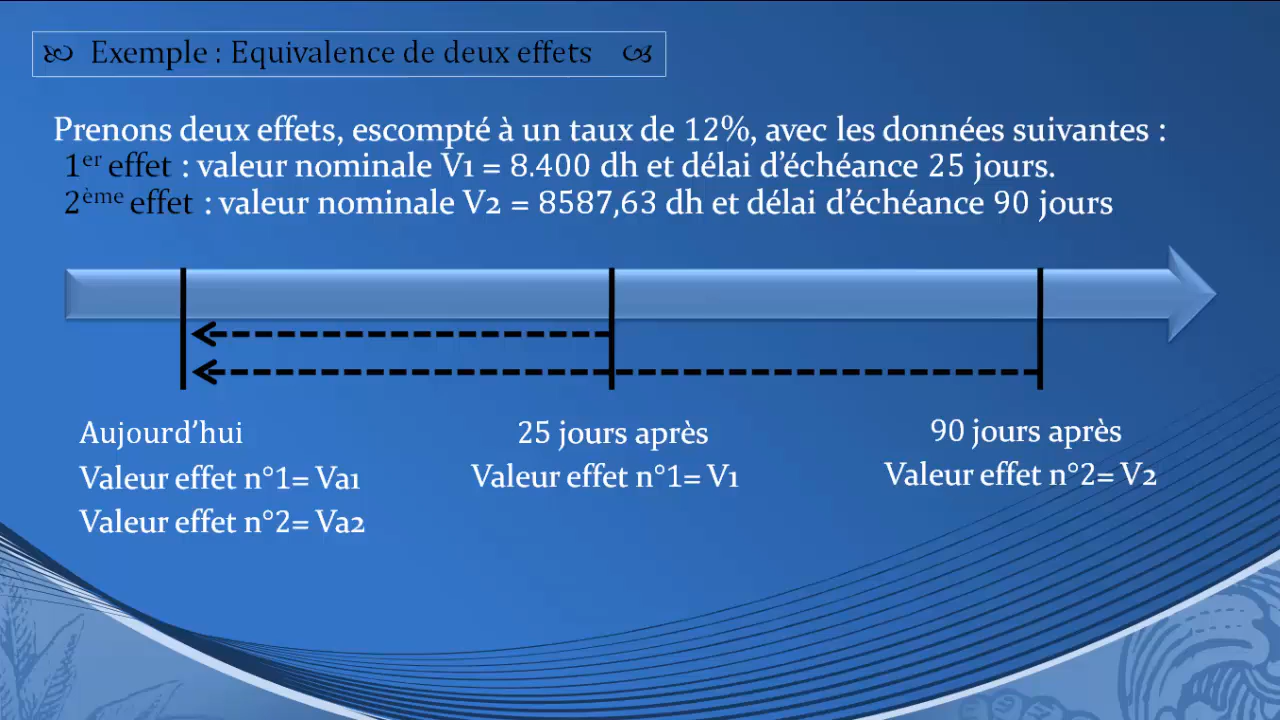 Exemple : Equivalence de deux effets
Prenons deux effets, escompté à un taux de 12%, avec les données suivantes :
1er effet : valeur nominale V1 = 8.400 dh et délai d’échéance 25 jours.
2ème effet : valeur nominale V2 = 8587,63 dh et délai d’échéance 90 jours
Aujourd’hui
Valeur effet n°1= Va1
Valeur effet n°2= Va2
25 jours après
Valeur effet n°1= V1
90 jours après
Valeur effet n°2= V2